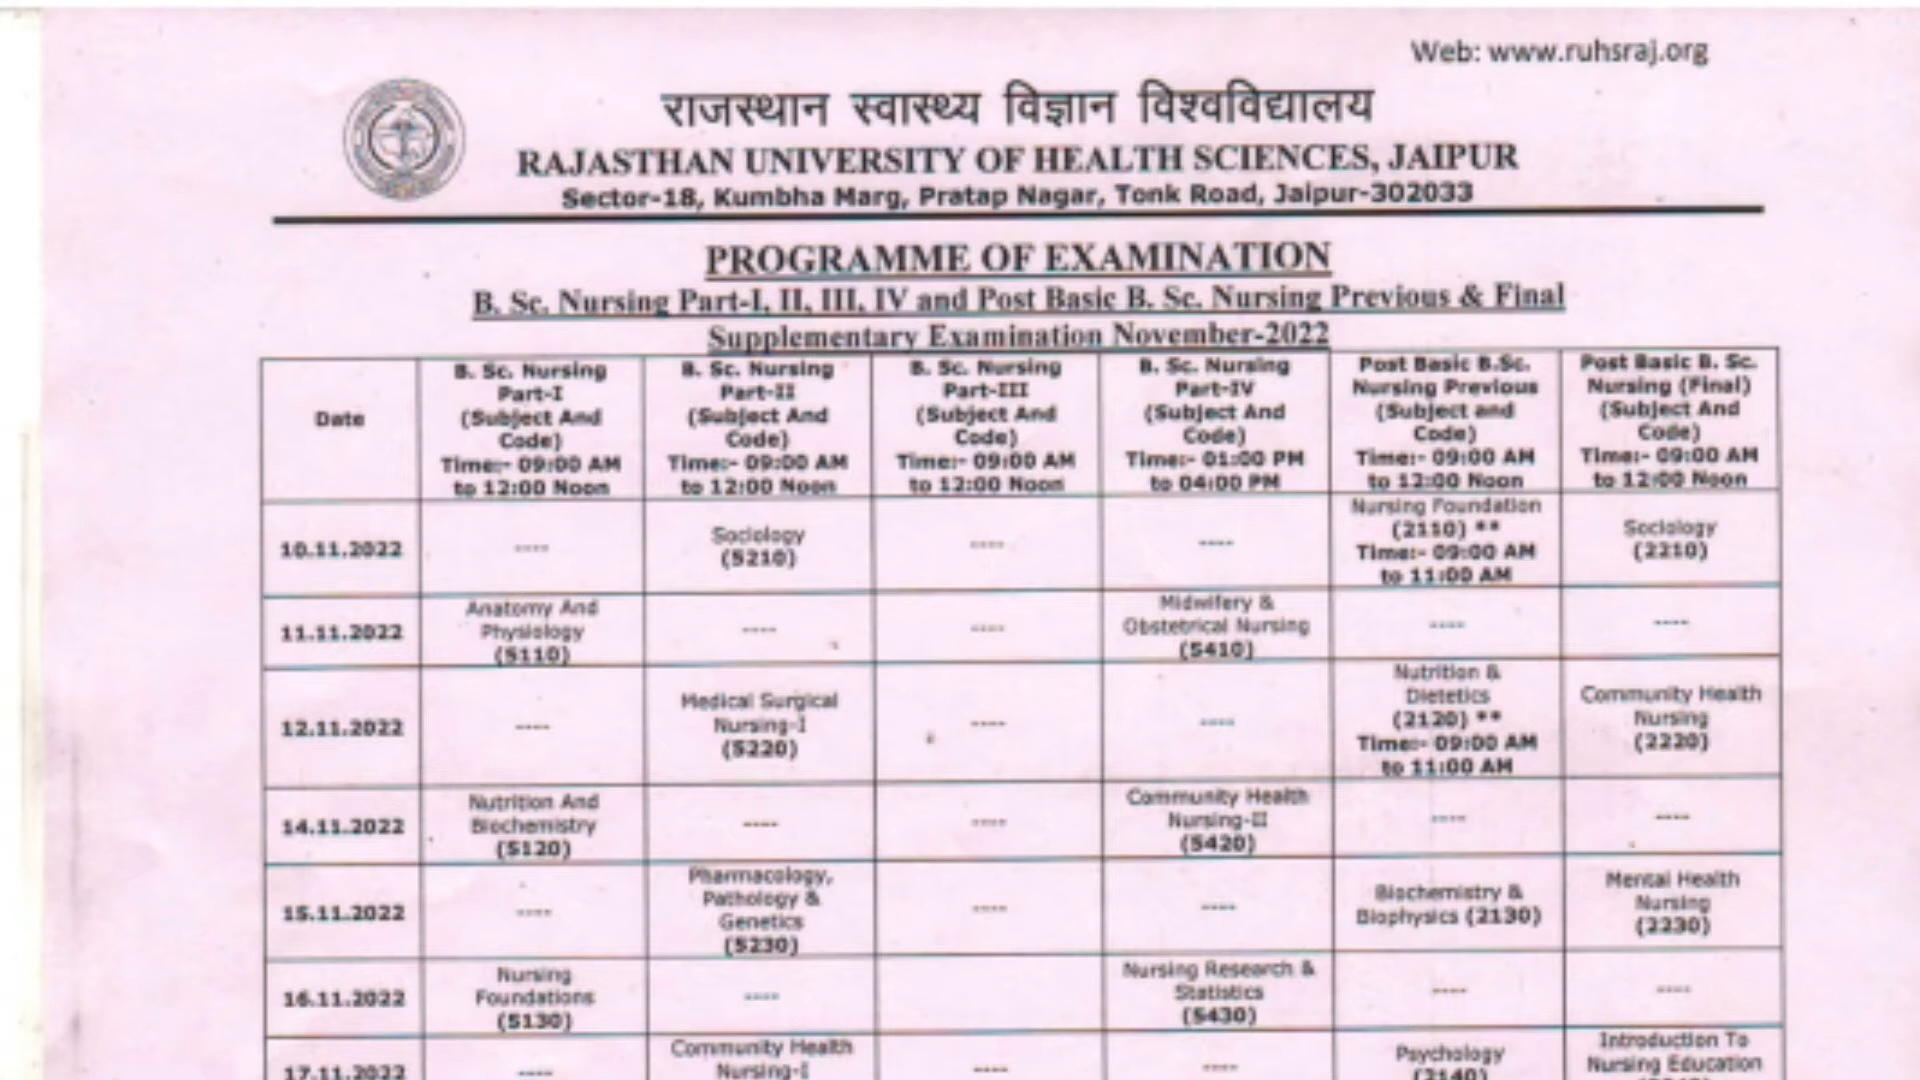 Web: www.ruhsraj.org
राजस्थान स्वास्थ्य विज्ञान विश्वविद्यालय
RAJASTHAN UNIVERSITY OF HEALTH SCIENCES, JAIPUR
Sector-18, Kumbha Marg, Pratap Nagar, Tonk Road, Jaipur-302033
PROGRAMME OF EXAMINATION
B. Sc. Nursing Part-I, II, III, IV and Post Basic B. Sc. Nursing Previous & Final
Supplementary Examination November-2022
Date
B. Sc. Nursing
Part-I
(Subject And
Code)
Time:- 09:00 AM
to 12:00 Noon
B. Sc. Nursing
Part-II
(Subject And
Code)
Time:- 09:00 AM
to 12:00 Noon
B. Sc. Nursing
Part-III
(Subject And
Code)
Time:- 09:00 AM
to 12:00 Noon
B. Sc. Nursing
Part-IV
(Subject And
Code)
Time:- 01:00 PM
to 04:00 PM
Post Basic B.Sc.
Nursing Previous
(Subject and
Code)
Time:- 09:00 AM
to 12:00 Noon
Post Basic B. Sc.
Nursing (Final)
(Subject And
Code)
Time:- 09:00 AM
to 12:00 Noon
10.11.2022
----
Sociology
(5210)
----
----
Nursing Foundation
(2110) **
Time:- 09:00 AM
to 11:00 AM
Sociology
(2210)
11.11.2022
Anatomy And
Physiology
(5110)
----
----
Midwifery &
Obstetrical Nursing
(5410)
----
----
12.11.2022
----
Medical Surgical
Nursing-I
(5220)
----
----
Nutrition &
Dietetics
(2120) **
Time:- 09:00 AM
to 11:00 AM
Community Health
Nursing
(2220)
14.11.2022
Nutrition And
Biochemistry
(5120)
----
----
Community Health
Nursing-II
(5420)
----
----
15.11.2022
----
Pharmacology,
Pathology &
Genetics
(5230)
----
----
Biochemistry &
Biophysics (2130)
Mental Health
Nursing
(2230)
16.11.2022
Nursing
Foundations
(5130)
----
Nursing Research &
Statistics
(5430)
----
----
17.11.2022
----
Community Health
Nursing-I
----
----
Psychology
(2140)
Introduction To
Nursing Education